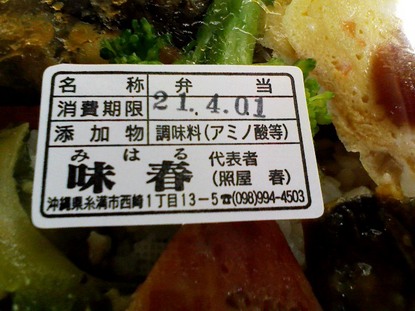 名称 弁当
消費期限 21.4.01
添加物 調味料(アミノ酸等)
みはる
味春 代表者
(照屋 春)
沖縄県糸満市西崎1丁目13-5☎(098)994-4503